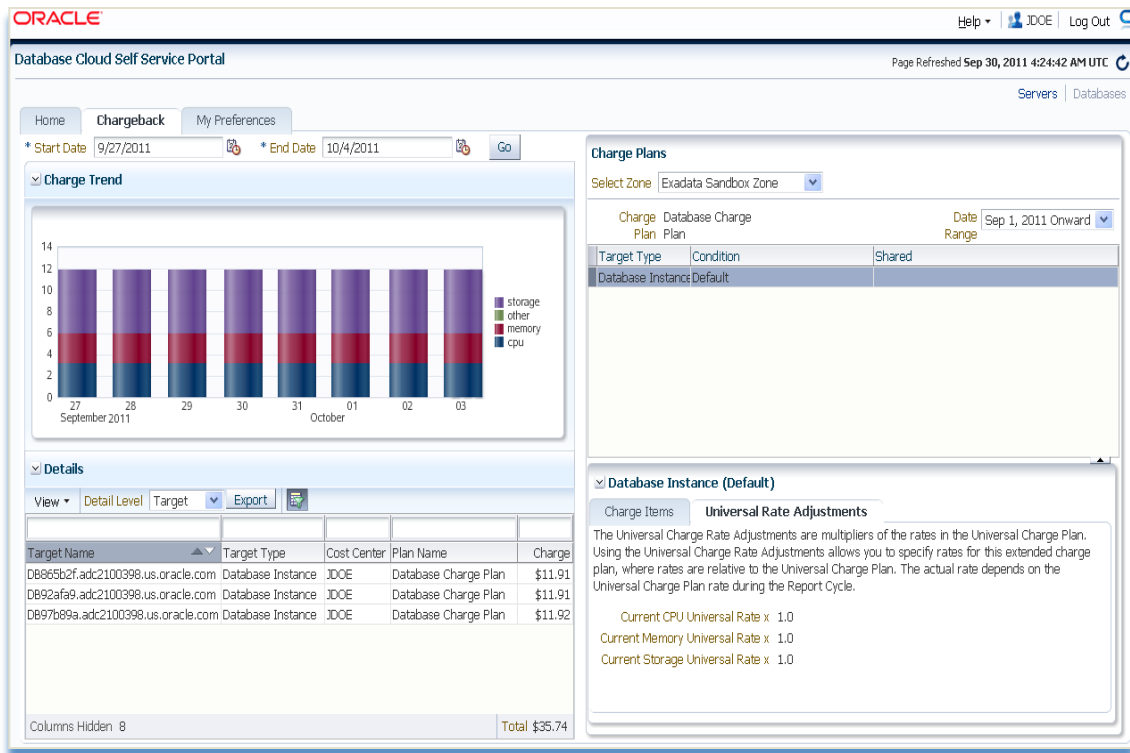 ORACLE
Help
JDOE
Log Out
Database Cloud Self Service Portal
Page Refreshed Sep 30, 2011 4:24:42 AM UTC
Servers | Databases
Home
Chargeback
My Preferences
* Start Date 9/27/2011
* End Date 10/4/2011
Go
Charge Trend
14
12
10
8
6
4
2
0
27 28 29 30 31 01 02 03
September 2011 October
storage
other
memory
cpu
Details
View
Detail Level Target
Export
Target Name Target Type Cost Center Plan Name Charge
DB865b2f.adc2100398.us.oracle.com Database Instance JDOE Database Charge Plan $11.91
DB92afa9.adc2100398.us.oracle.com Database Instance JDOE Database Charge Plan $11.91
DB97b89a.adc2100398.us.oracle.com Database Instance JDOE Database Charge Plan $11.92
Columns Hidden 8
Total $35.74
Charge Plans
Select Zone Exadata Sandbox Zone
Charge Plan
Database Charge Plan
Date Range
Sep 1, 2011 Onward
Target Type Condition Shared
Database Instance Default
Database Instance (Default)
Charge Items
Universal Rate Adjustments
The Universal Charge Rate Adjustments are multipliers of the rates in the Universal Charge Plan.
Using the Universal Charge Rate Adjustments allows you to specify rates for this extended charge
plan, where rates are relative to the Universal Charge Plan. The actual rate depends on the
Universal Charge Plan rate during the Report Cycle.
Current CPU Universal Rate x 1.0
Current Memory Universal Rate x 1.0
Current Storage Universal Rate x 1.0